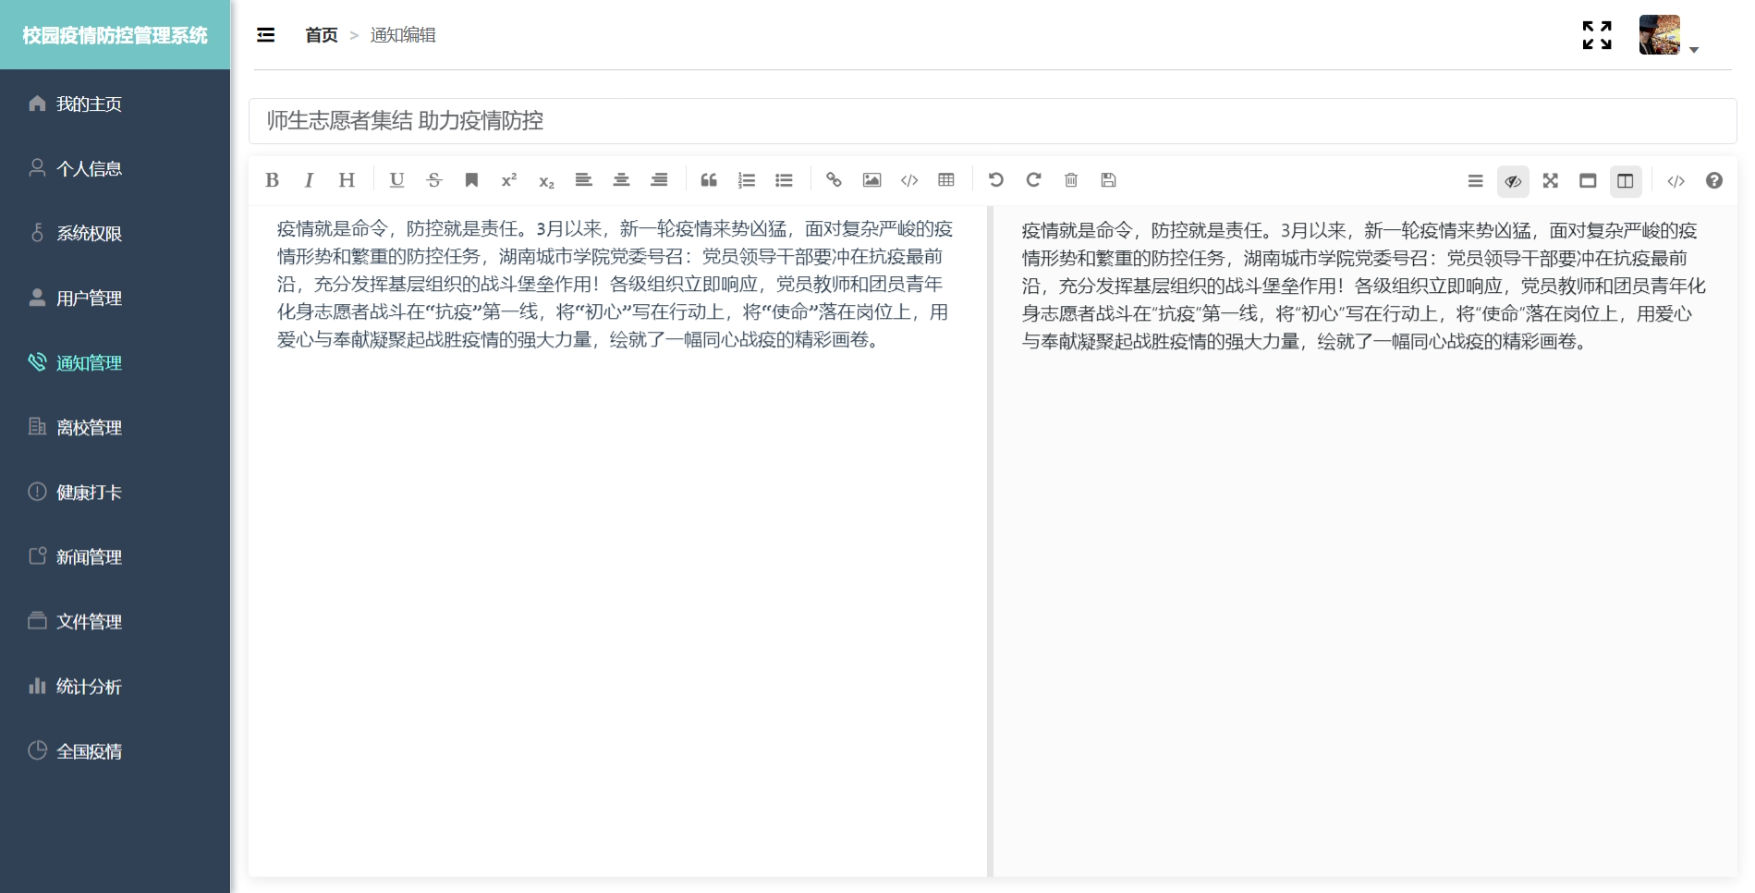 校园疫情防控管理系统
首页 > 通知编辑
我的主页
个人信息
系统权限
用户管理
通知管理
离校管理
健康打卡
新闻管理
文件管理
统计分析
全国疫情
师生志愿者集结 助力疫情防控
B I H U S x² x₂
疫情就是命令，防控就是责任。3月以来，新一轮疫情来势凶猛，面对复杂严峻的疫
情形势和繁重的防控任务，湖南城市学院党委号召：党员领导干部要冲在抗疫最前
沿，充分发挥基层组织的战斗堡垒作用！各级组织立即响应，党员教师和团员青年
化身志愿者战斗在“抗疫”第一线，将“初心”写在行动上，将“使命”落在岗位上，用
爱心与奉献凝聚起战胜疫情的强大力量，绘就了一幅同心战疫的精彩画卷。
疫情就是命令，防控就是责任。3月以来，新一轮疫情来势凶猛，面对复杂严峻的疫
情形势和繁重的防控任务，湖南城市学院党委号召：党员领导干部要冲在抗疫最前
沿，充分发挥基层组织的战斗堡垒作用！各级组织立即响应，党员教师和团员青年化
身志愿者战斗在“抗疫”第一线，将“初心”写在行动上，将“使命”落在岗位上，用爱心
与奉献凝聚起战胜疫情的强大力量，绘就了一幅同心战疫的精彩画卷。